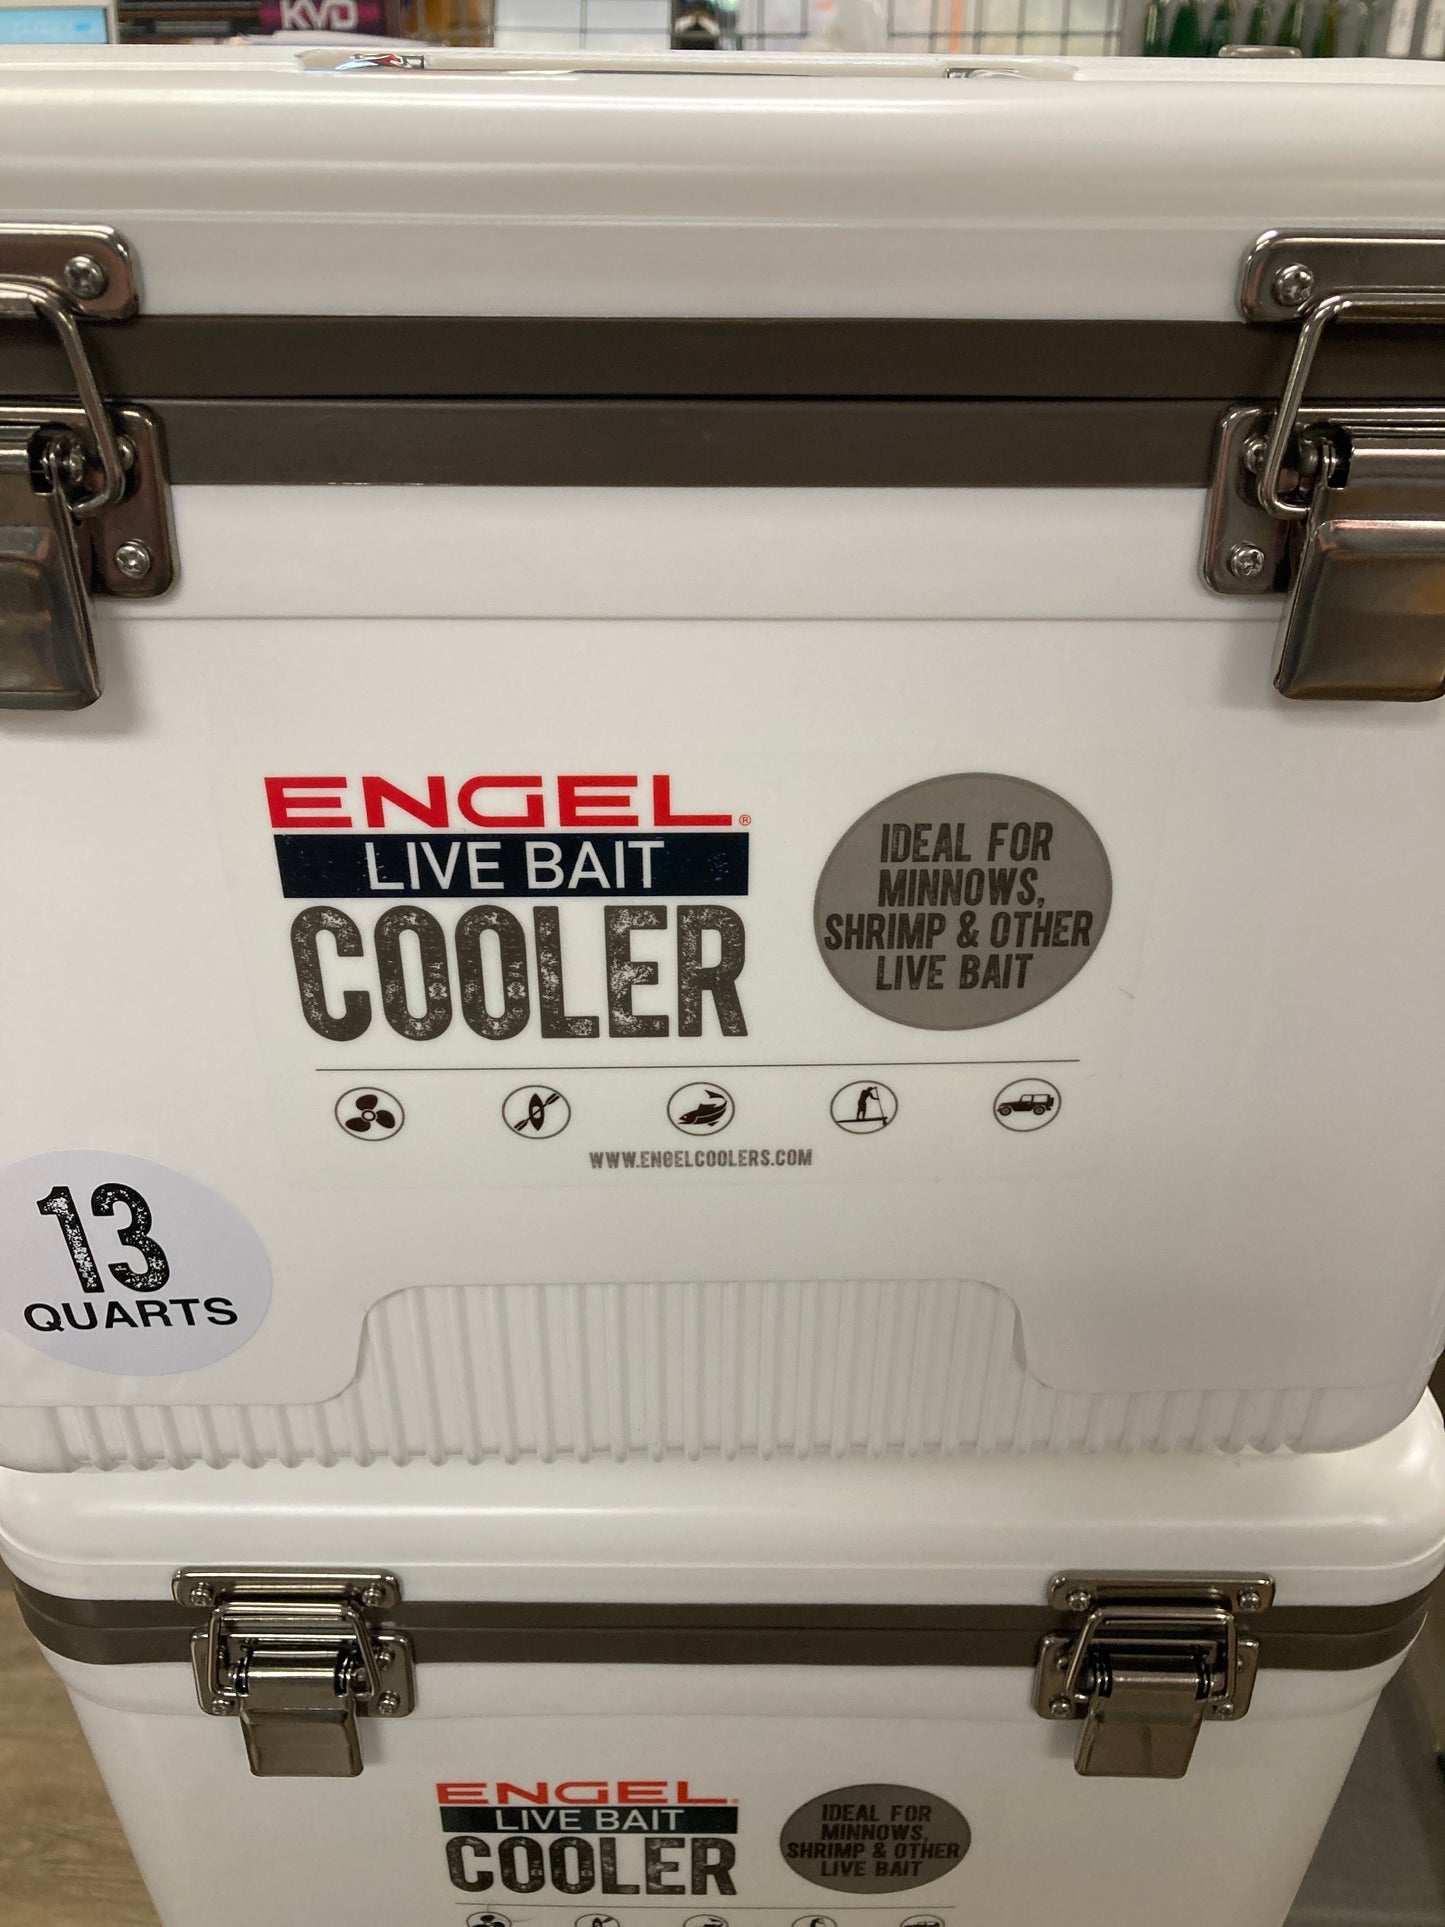 KVD
ENGEL®
LIVE BAIT
COOLER
IDEAL FOR
MINNOWS,
SHRIMP & OTHER
LIVE BAIT
WWW.ENGELCOOLERS.COM
13
QUARTS
ENGEL®
LIVE BAIT
COOLER
IDEAL FOR
MINNOWS,
SHRIMP & OTHER
LIVE BAIT